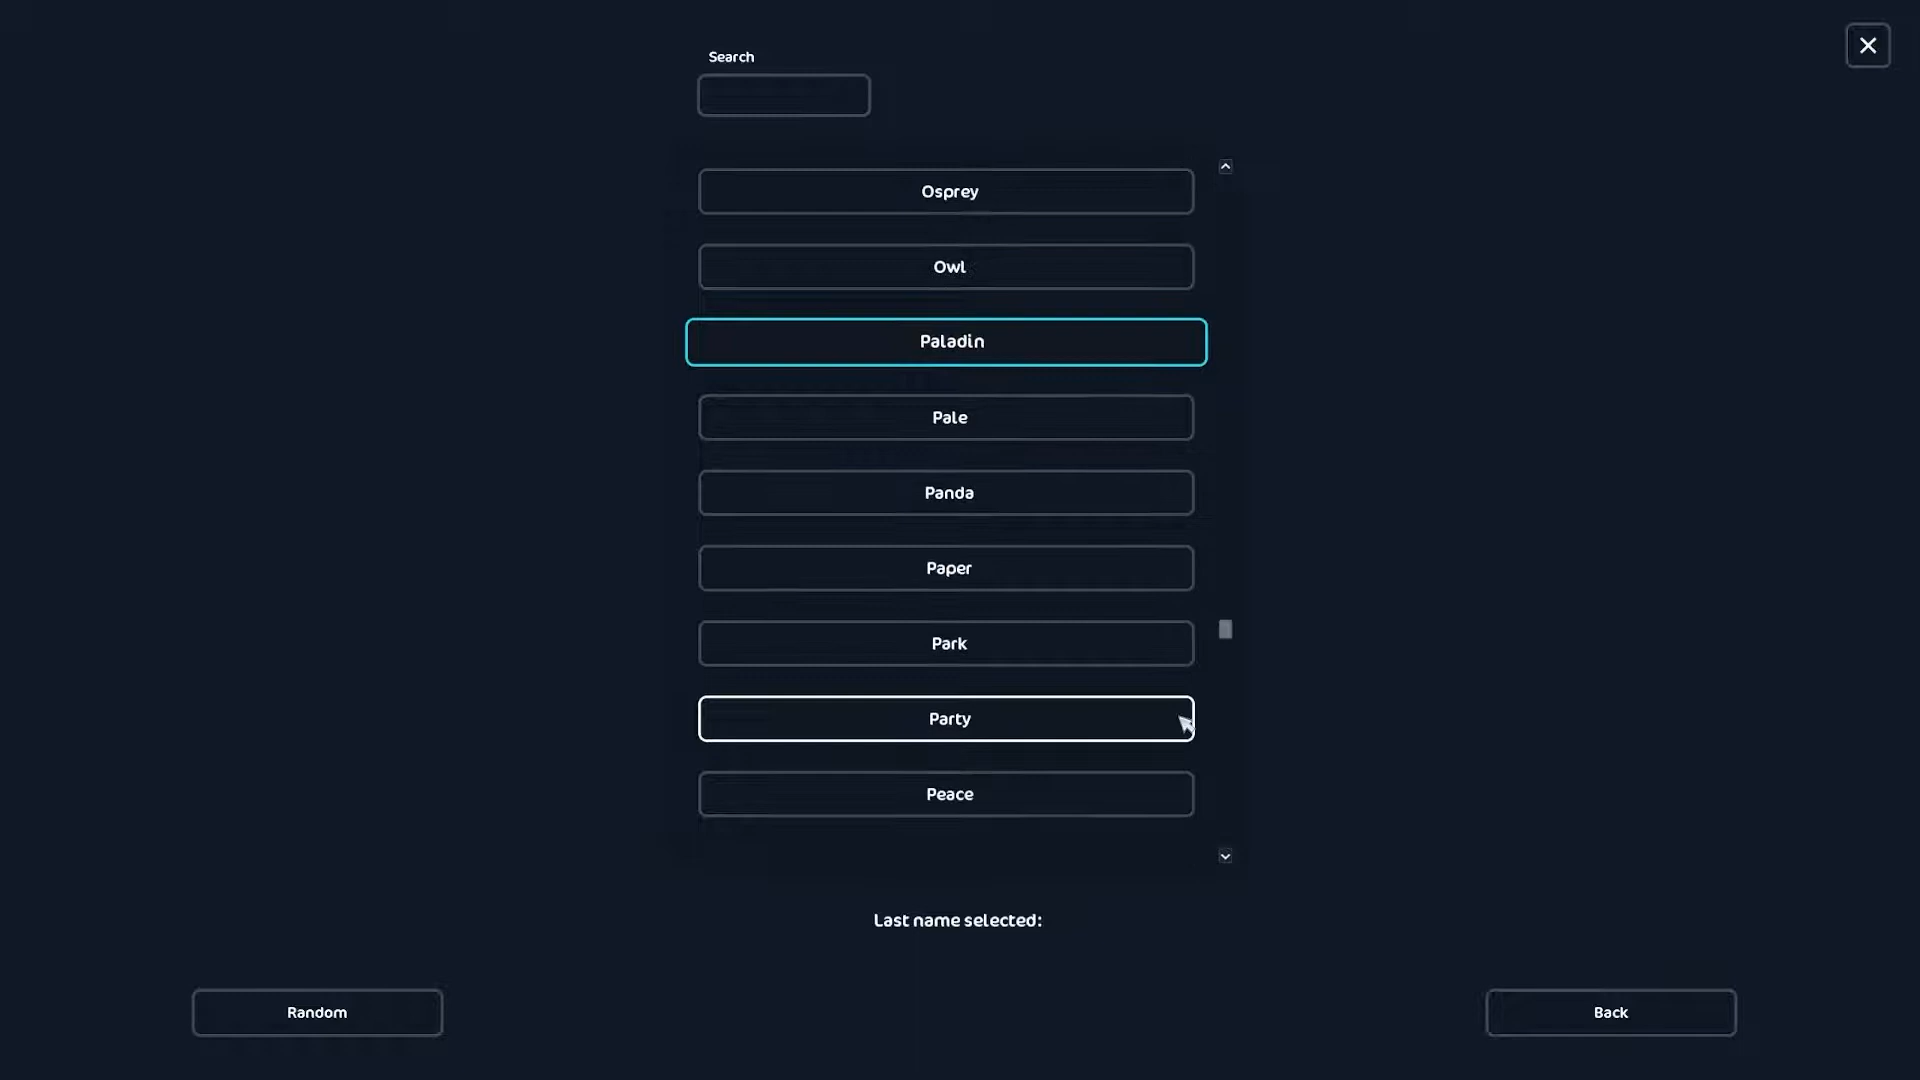 Search
Osprey
Owl
Paladin
Pale
Panda
Paper
Park
Party
Peace
Last name selected:
Random
Back